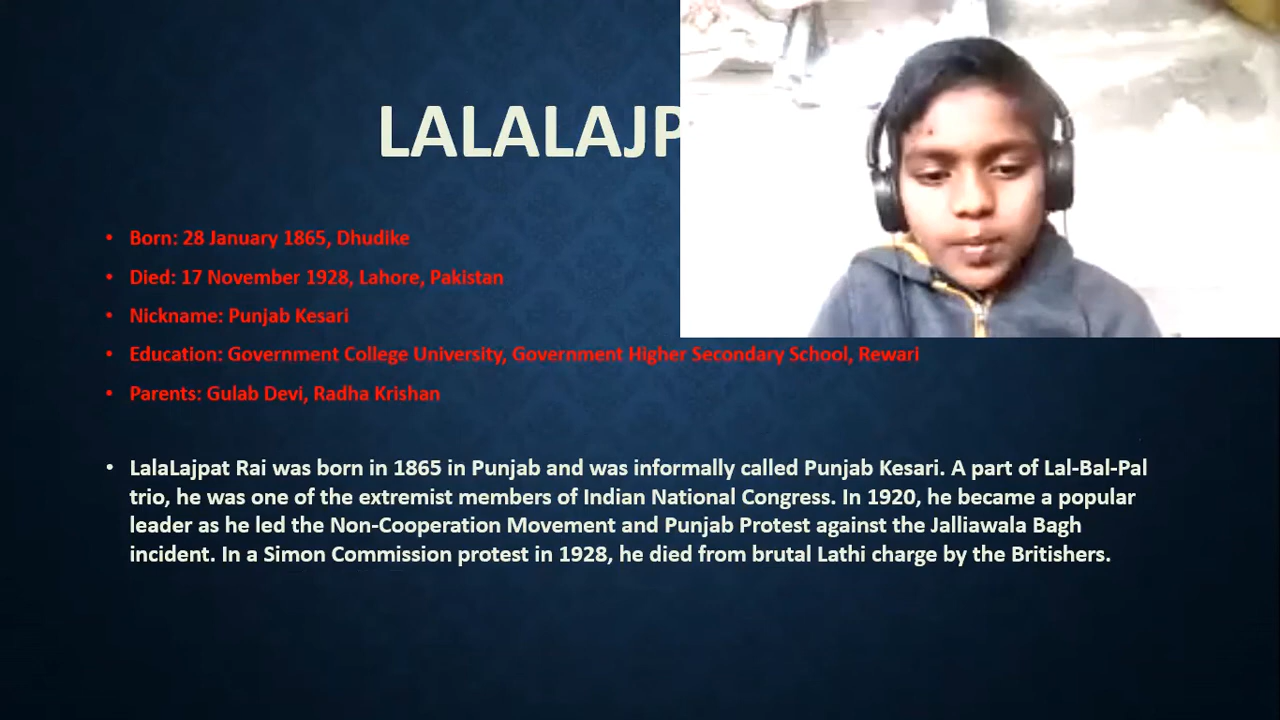 LALALAJP
• Born: 28 January 1865, Dhudike
• Died: 17 November 1928, Lahore, Pakistan
• Nickname: Punjab Kesari
• Education: Government College University, Government Higher Secondary School, Rewari
• Parents: Gulab Devi, Radha Krishan
• LalaLajpat Rai was born in 1865 in Punjab and was informally called Punjab Kesari. A part of Lal-Bal-Pal
trio, he was one of the extremist members of Indian National Congress. In 1920, he became a popular
leader as he led the Non-Cooperation Movement and Punjab Protest against the Jalliawala Bagh
incident. In a Simon Commission protest in 1928, he died from brutal Lathi charge by the Britishers.